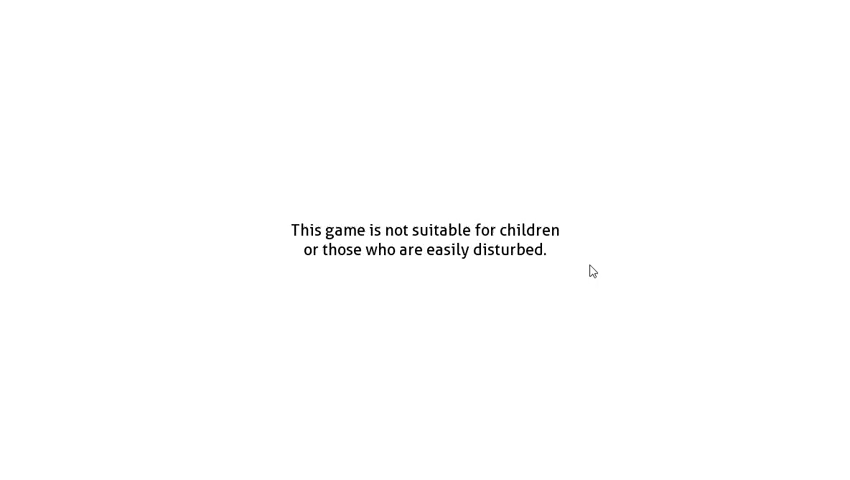 This game is not suitable for children
or those who are easily disturbed.